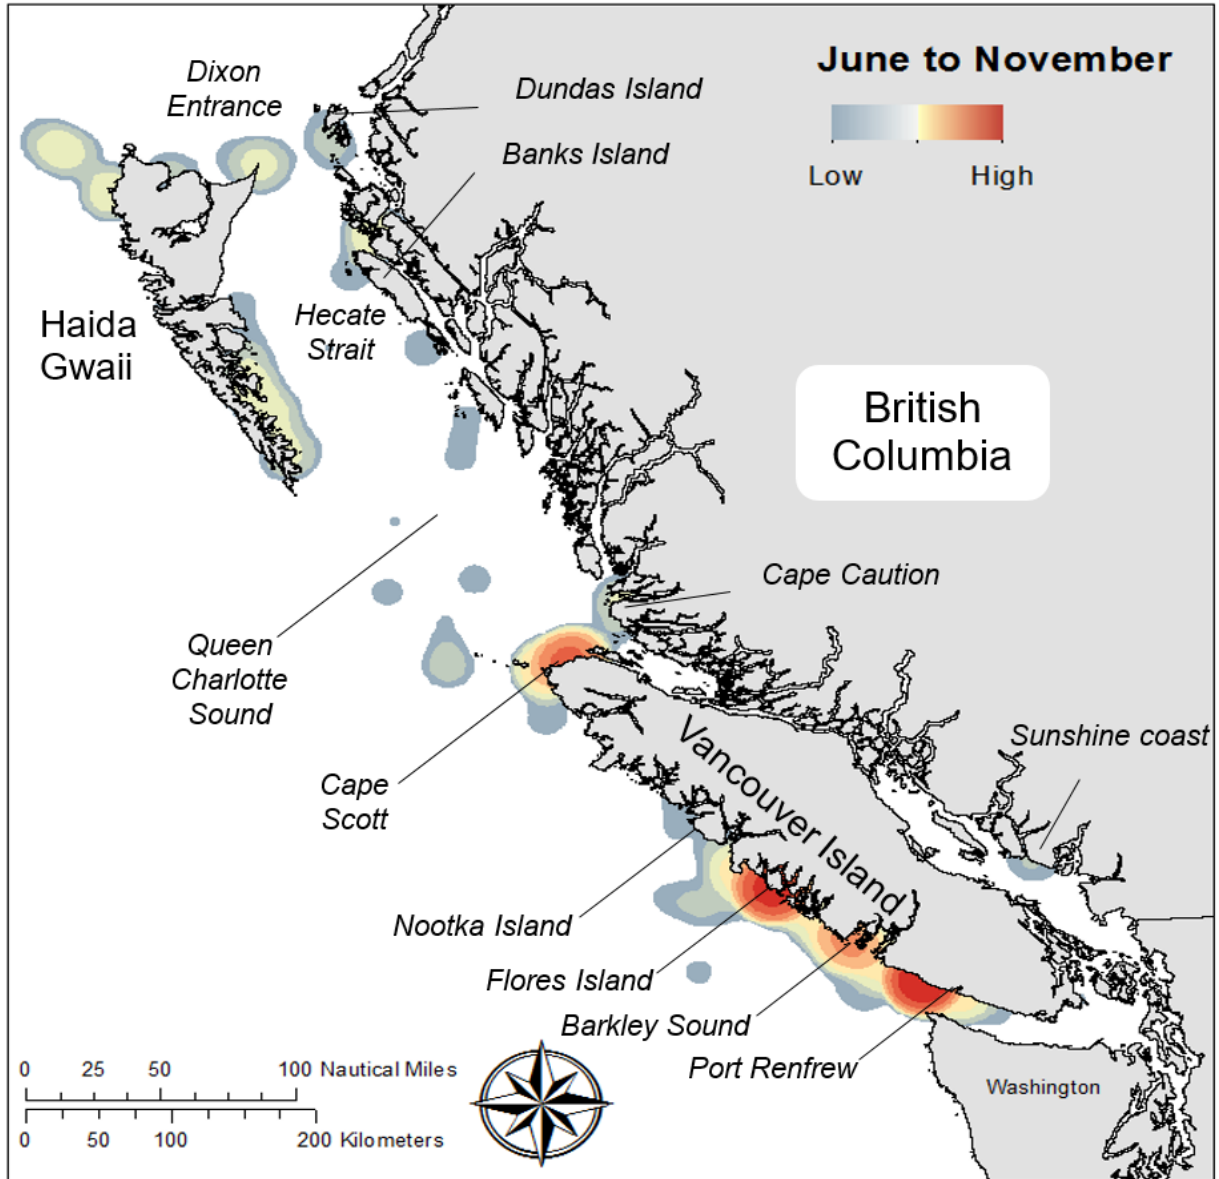 June to November
Low
High
Dixon
Entrance
Dundas Island
Banks Island
Haida
Gwaii
Hecate
Strait
British
Columbia
Cape Caution
Queen
Charlotte
Sound
Vancouver Island
Sunshine coast
Cape
Scott
Nootka Island
Flores Island
Barkley Sound
Port Renfrew
Washington
0 25 50 100 Nautical Miles
0 50 100 200 Kilometers